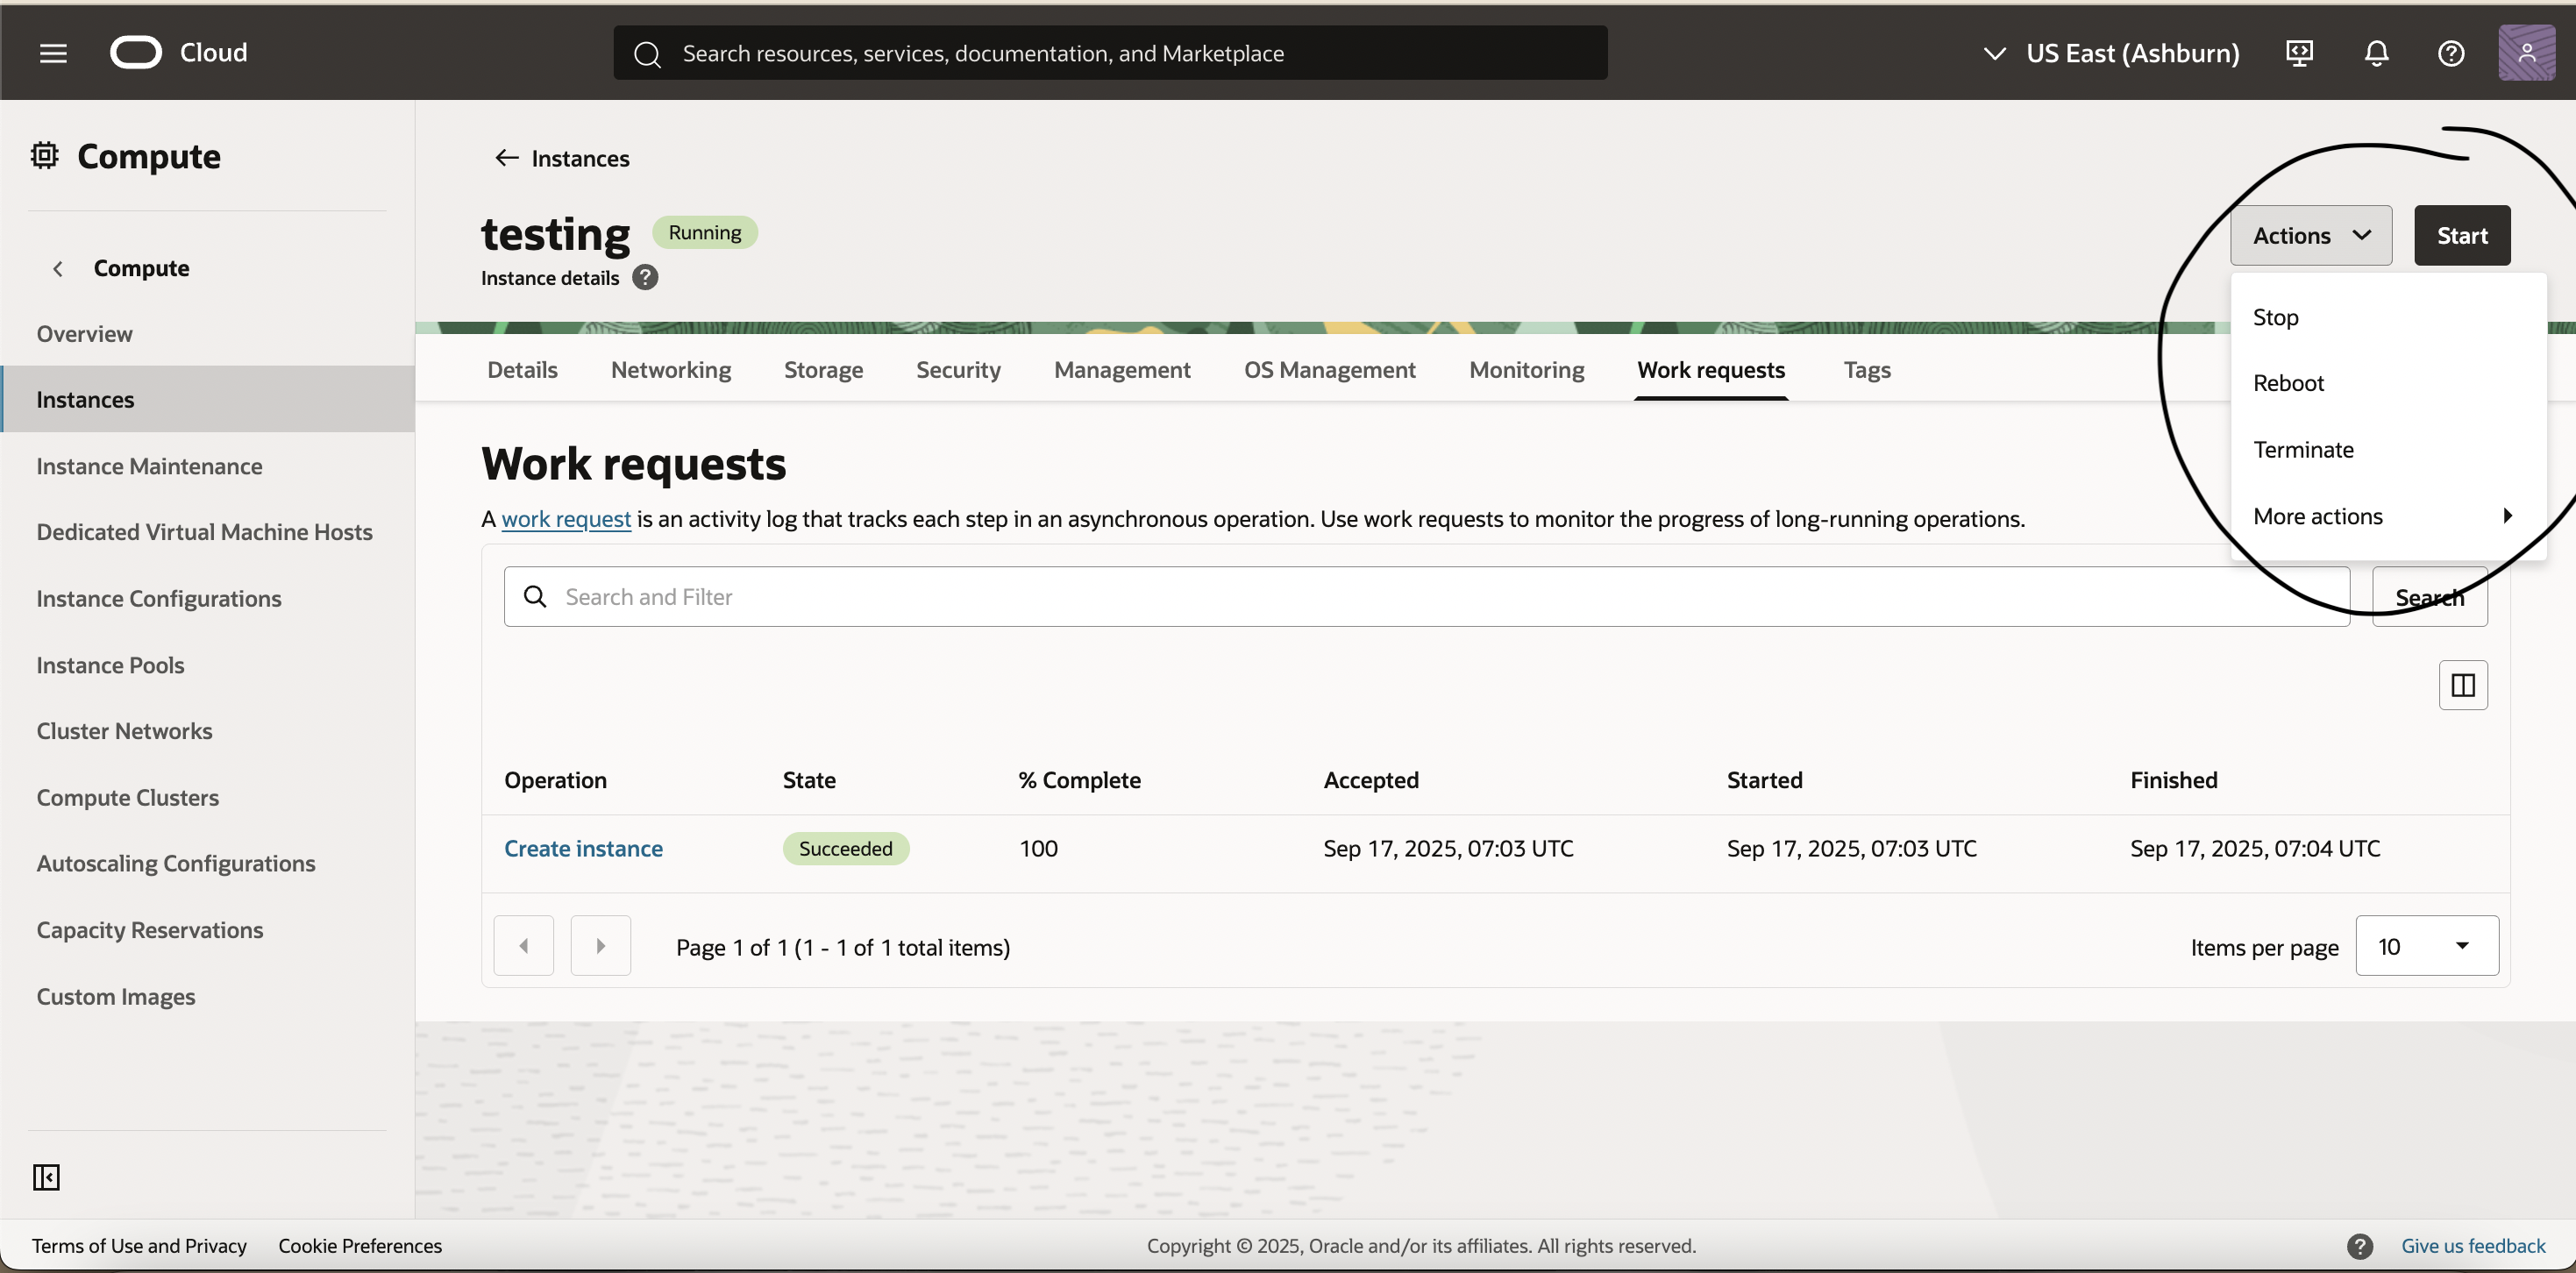 Cloud
Search resources, services, documentation, and Marketplace
US East (Ashburn)
Compute
Compute
Overview
Instances
Instance Maintenance
Dedicated Virtual Machine Hosts
Instance Configurations
Instance Pools
Cluster Networks
Compute Clusters
Autoscaling Configurations
Capacity Reservations
Custom Images
Instances
testing Running
Instance details ?
Actions Start
Stop
Reboot
Terminate
More actions
Details Networking Storage Security Management OS Management Monitoring Work requests Tags
Work requests
A work request is an activity log that tracks each step in an asynchronous operation. Use work requests to monitor the progress of long-running operations.
Search and Filter
Search
Operation State % Complete Accepted Started Finished
Create instance Succeeded 100 Sep 17, 2025, 07:03 UTC Sep 17, 2025, 07:03 UTC Sep 17, 2025, 07:04 UTC
Page 1 of 1 (1 - 1 of 1 total items)
Items per page 10
Terms of Use and Privacy Cookie Preferences
Copyright © 2025, Oracle and/or its affiliates. All rights reserved.
? Give us feedback